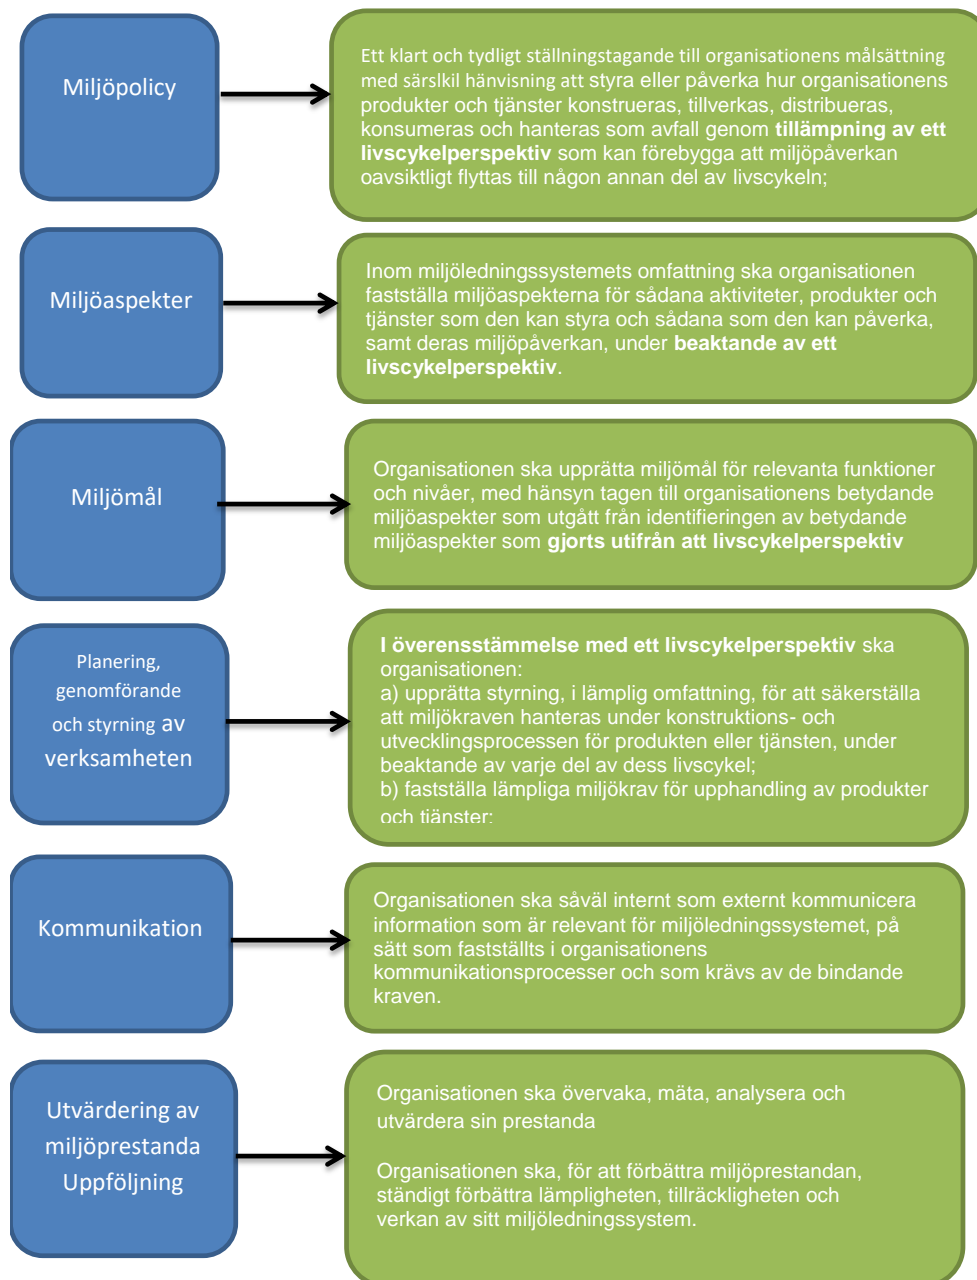 Miljöpolicy
Ett klart och tydligt ställningstagande till organisationens målsättning
med särslkil hänvisning att styra eller påverka hur organisationens
produkter och tjänster konstrueras, tillverkas, distribueras,
konsumeras och hanteras som avfall genom tillämpning av ett
livscykelperspektiv som kan förebygga att miljöpåverkan
oavsiktligt flyttas till någon annan del av livscykeln;
Miljöaspekter
Inom miljöledningssystemets omfattning ska organisationen
fastställa miljöaspekterna för sådana aktiviteter, produkter och
tjänster som den kan styra och sådana som den kan påverka,
samt deras miljöpåverkan, under beaktande av ett
livscykelperspektiv.
Miljömål
Organisationen ska upprätta miljömål för relevanta funktioner
och nivåer, med hänsyn tagen till organisationens betydande
miljöaspekter som utgått från identifieringen av betydande
miljöaspekter som gjorts utifrån att livscykelperspektiv
Planering,
genomförande
och styrning av
verksamheten
I överensstämmelse med ett livscykelperspektiv ska
organisationen:
a) upprätta styrning, i lämplig omfattning, för att säkerställa
att miljökraven hanteras under konstruktions- och
utvecklingsprocessen för produkten eller tjänsten, under
beaktande av varje del av dess livscykel;
b) fastställa lämpliga miljökrav för upphandling av produkter
och tjänster;
Kommunikation
Organisationen ska såväl internt som externt kommunicera
information som är relevant för miljöledningssystemet, på
sätt som fastställts i organisationens
kommunikationsprocesser och som krävs av de bindande
kraven.
Utvärdering av
miljöprestanda
Uppföljning
Organisationen ska övervaka, mäta, analysera och
utvärdera sin prestanda
Organisationen ska, för att förbättra miljöprestandan,
ständigt förbättra lämpligheten, tillräckligheten och
verkan av sitt miljöledningssystem.